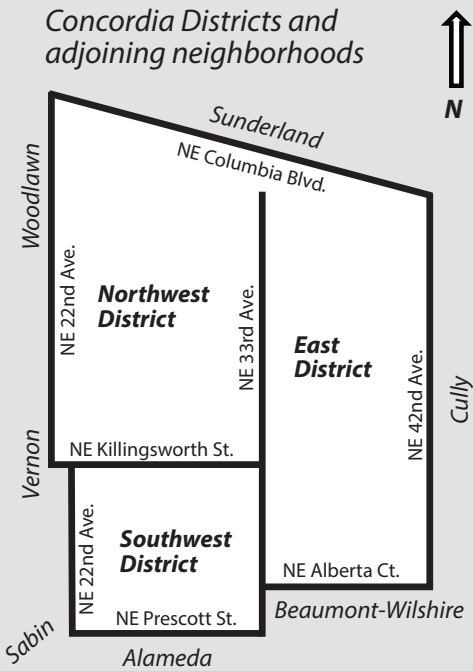 Concordia Districts and
adjoining neighborhoods
N
Sunderland
NE Columbia Blvd.
Woodlawn
NE 22nd Ave.
Northwest
District
NE 33rd Ave.
East
District
NE 42nd Ave.
Cully
Vernon
NE Killingsworth St.
NE 22nd Ave.
Southwest
District
NE Alberta Ct.
NE Prescott St.
Beaumont-Wilshire
Sabin
Alameda